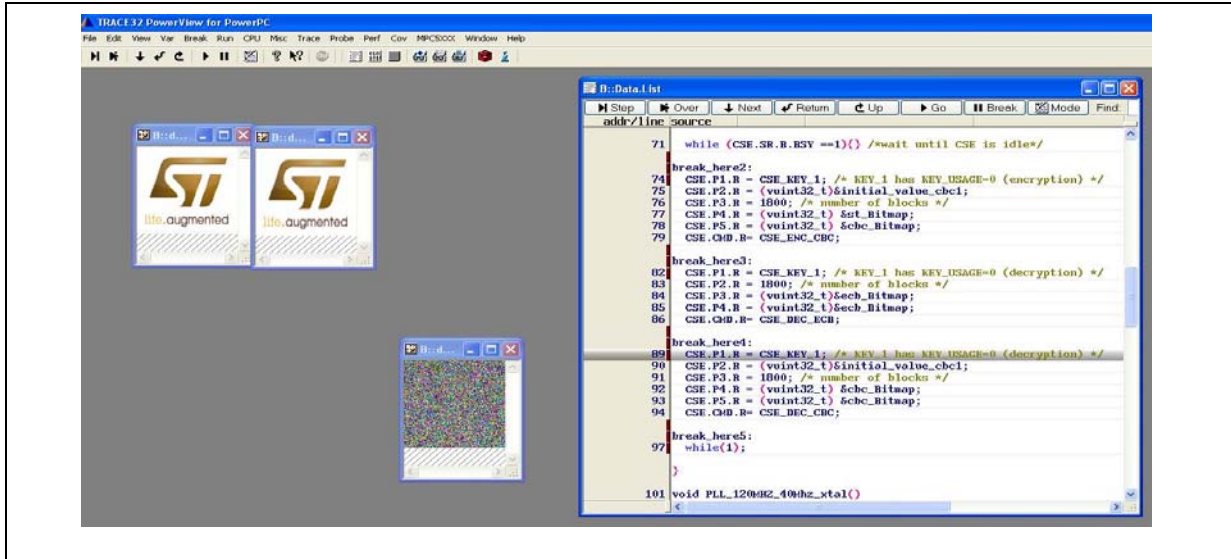 TRACE32 PowerView for PowerPC
File Edit View Var Break Run CPU Misc Trace Probe Perf Cov MPC5XXX Window Help
B::d...
B::d...
ST
life.augmented
ST
life.augmented
B::d...
B::Data.List
Step Over Next Return Up Go Break Mode Find:
addr/line source
71 while (CSE.SR.B.BSY ==1){} /*wait until CSE is idle*/
break_here2:
74 CSE.P1.R = CSE_KEY_1; /* KEY_1 has KEY_USAGE=0 (encryption) */
75 CSE.P2.R = (vuint32_t)&initial_value_cbc1;
76 CSE.P3.R = 1800; /* number of blocks */
77 CSE.P4.R = (vuint32_t) &st_Bitmap;
78 CSE.P5.R = (vuint32_t) &cbc_Bitmap;
79 CSE.CMD.R= CSE_ENC_CBC;
break_here3:
82 CSE.P1.R = CSE_KEY_1; /* KEY_1 has KEY_USAGE=0 (decryption) */
83 CSE.P2.R = 1800; /* number of blocks */
84 CSE.P3.R = (vuint32_t)&ecb_Bitmap;
85 CSE.P4.R = (vuint32_t)&ecb_Bitmap;
86 CSE.CMD.R= CSE_DEC_ECB;
break_here4:
89 CSE.P1.R = CSE_KEY_1; /* KEY_1 has KEY_USAGE=0 (decryption) */
90 CSE.P2.R = (vuint32_t)&initial_value_cbc1;
91 CSE.P3.R = 1800; /* number of blocks */
92 CSE.P4.R = (vuint32_t) &cbc_Bitmap;
93 CSE.P5.R = (vuint32_t) &cbc_Bitmap;
94 CSE.CMD.R= CSE_DEC_CBC;
break_here5:
97 while(1);
}
101 void PLL_120MHZ_40Mhz_xtal()